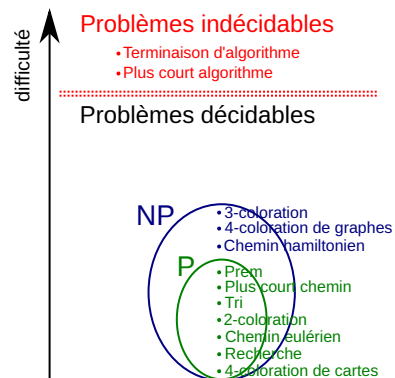 difficulté
Problèmes indécidables
•Terminaison d'algorithme
•Plus court algorithme
Problèmes décidables
NP
•3-coloration
•4-coloration de graphes
•Chemin hamiltonien
P
•Prem
•Plus court chemin
•Tri
•2-coloration
•Chemin eulérien
•Recherche
•4-coloration de cartes